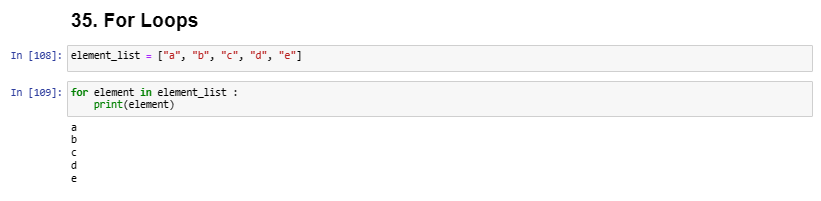 35. For Loops
In [108]: element_list = ["a", "b", "c", "d", "e"]
In [109]: for element in element_list :
    print(element)
a
b
c
d
e